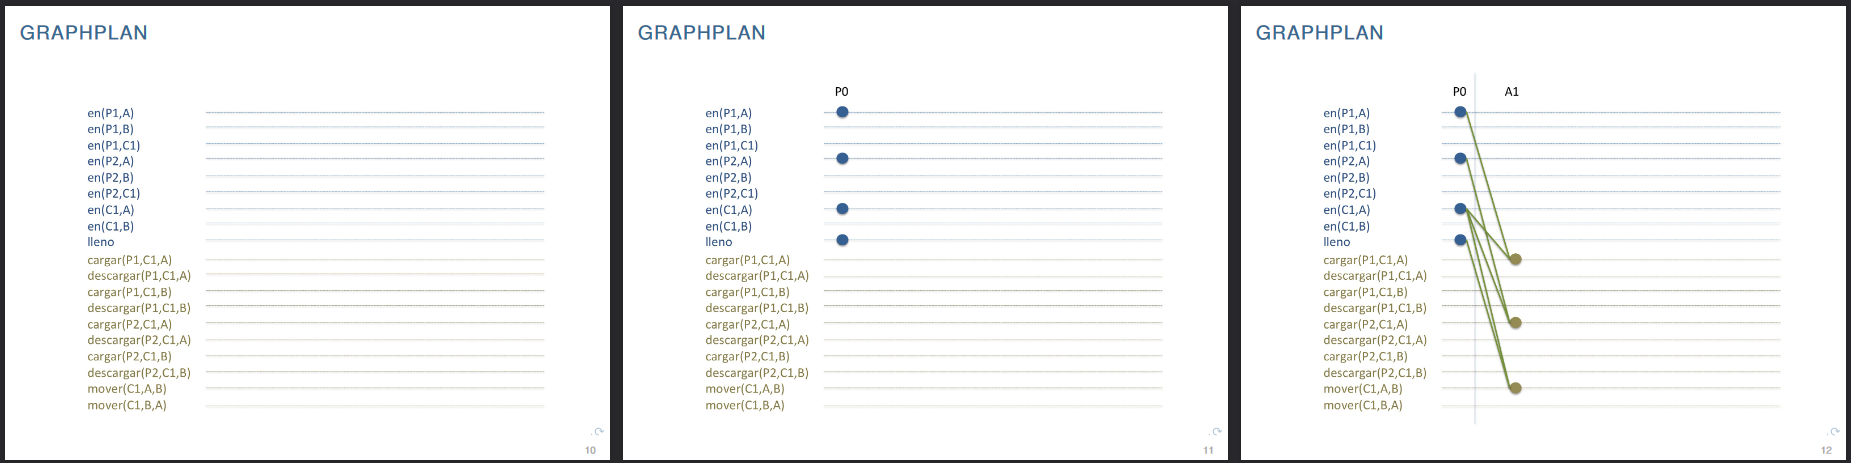 GRAPHPLAN
en(P1,A)
en(P1,B)
en(P1,C1)
en(P2,A)
en(P2,B)
en(P2,C1)
en(C1,A)
en(C1,B)
lleno
cargar(P1,C1,A)
descargar(P1,C1,A)
cargar(P1,C1,B)
descargar(P1,C1,B)
cargar(P2,C1,A)
descargar(P2,C1,A)
cargar(P2,C1,B)
descargar(P2,C1,B)
mover(C1,A,B)
mover(C1,B,A)
10
GRAPHPLAN
P0
en(P1,A)
en(P1,B)
en(P1,C1)
en(P2,A)
en(P2,B)
en(P2,C1)
en(C1,A)
en(C1,B)
lleno
cargar(P1,C1,A)
descargar(P1,C1,A)
cargar(P1,C1,B)
descargar(P1,C1,B)
cargar(P2,C1,A)
descargar(P2,C1,A)
cargar(P2,C1,B)
descargar(P2,C1,B)
mover(C1,A,B)
mover(C1,B,A)
11
GRAPHPLAN
P0 A1
en(P1,A)
en(P1,B)
en(P1,C1)
en(P2,A)
en(P2,B)
en(P2,C1)
en(C1,A)
en(C1,B)
lleno
cargar(P1,C1,A)
descargar(P1,C1,A)
cargar(P1,C1,B)
descargar(P1,C1,B)
cargar(P2,C1,A)
descargar(P2,C1,A)
cargar(P2,C1,B)
descargar(P2,C1,B)
mover(C1,A,B)
mover(C1,B,A)
12